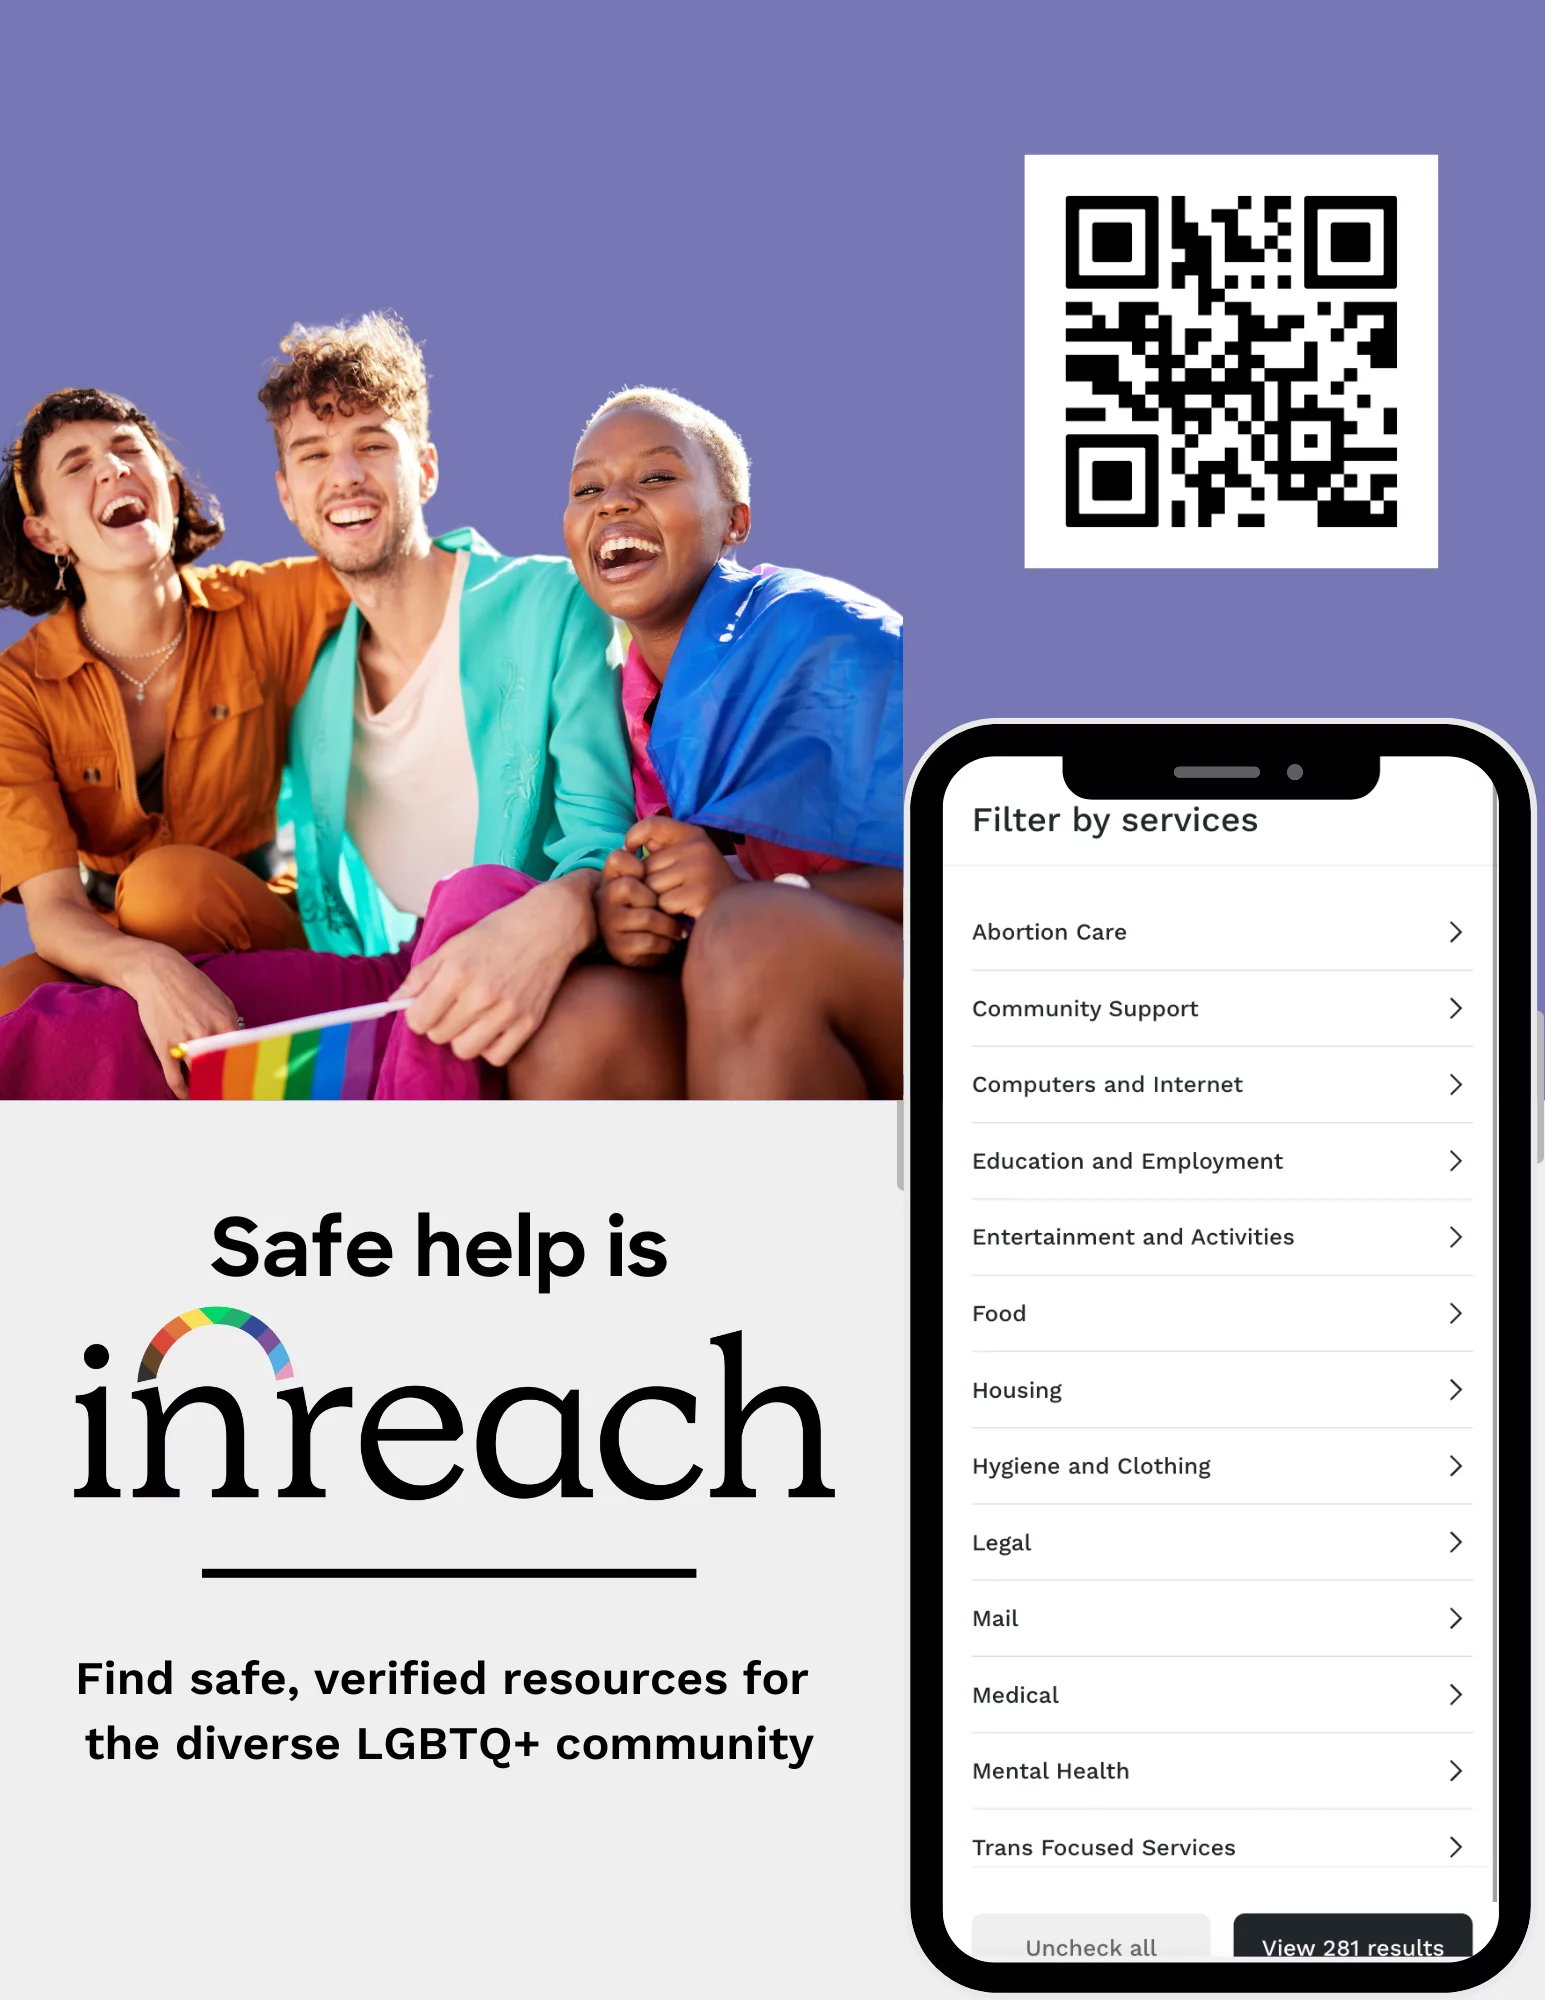 Safe help is
inreach
Find safe, verified resources for
the diverse LGBTQ+ community
Filter by services
Abortion Care
Community Support
Computers and Internet
Education and Employment
Entertainment and Activities
Food
Housing
Hygiene and Clothing
Legal
Mail
Medical
Mental Health
Trans Focused Services
Uncheck all
View 281 results